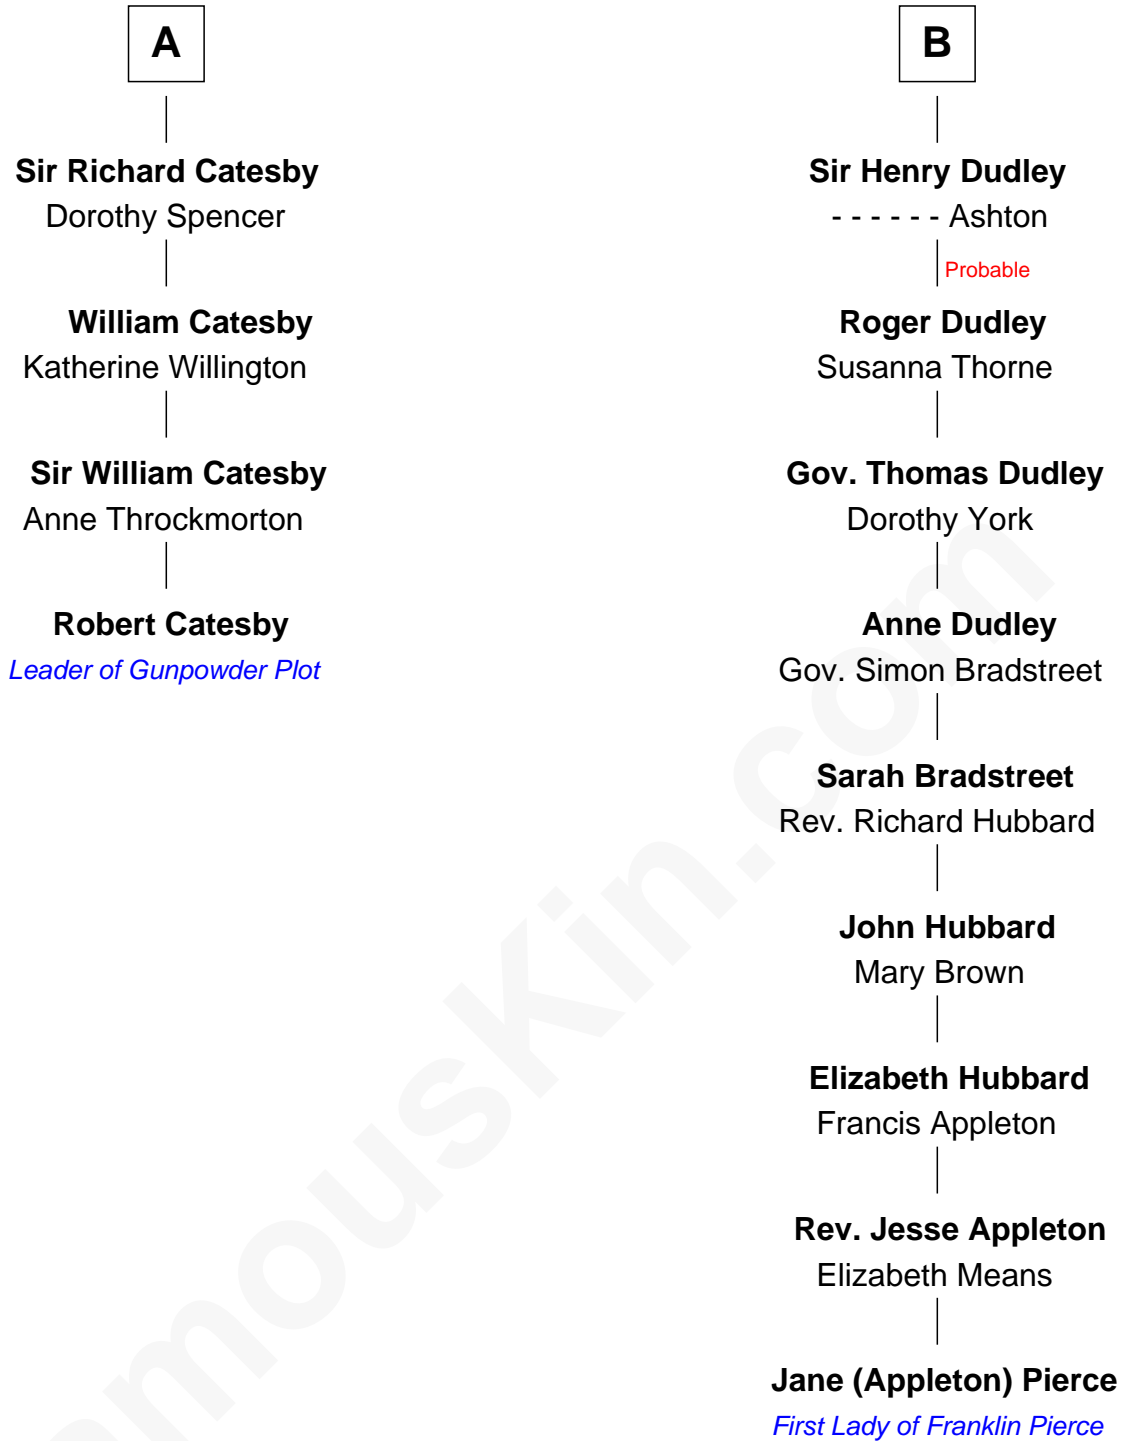 A
Sir Richard Catesby
Dorothy Spencer
William Catesby
Katherine Willington
Sir William Catesby
Anne Throckmorton
Robert Catesby
Leader of Gunpowder Plot
B
Sir Henry Dudley
- - - - - - Ashton
Probable
Roger Dudley
Susanna Thorne
Gov. Thomas Dudley
Dorothy York
Anne Dudley
Gov. Simon Bradstreet
Sarah Bradstreet
Rev. Richard Hubbard
John Hubbard
Mary Brown
Elizabeth Hubbard
Francis Appleton
Rev. Jesse Appleton
Elizabeth Means
Jane (Appleton) Pierce
First Lady of Franklin Pierce
amouskin.com